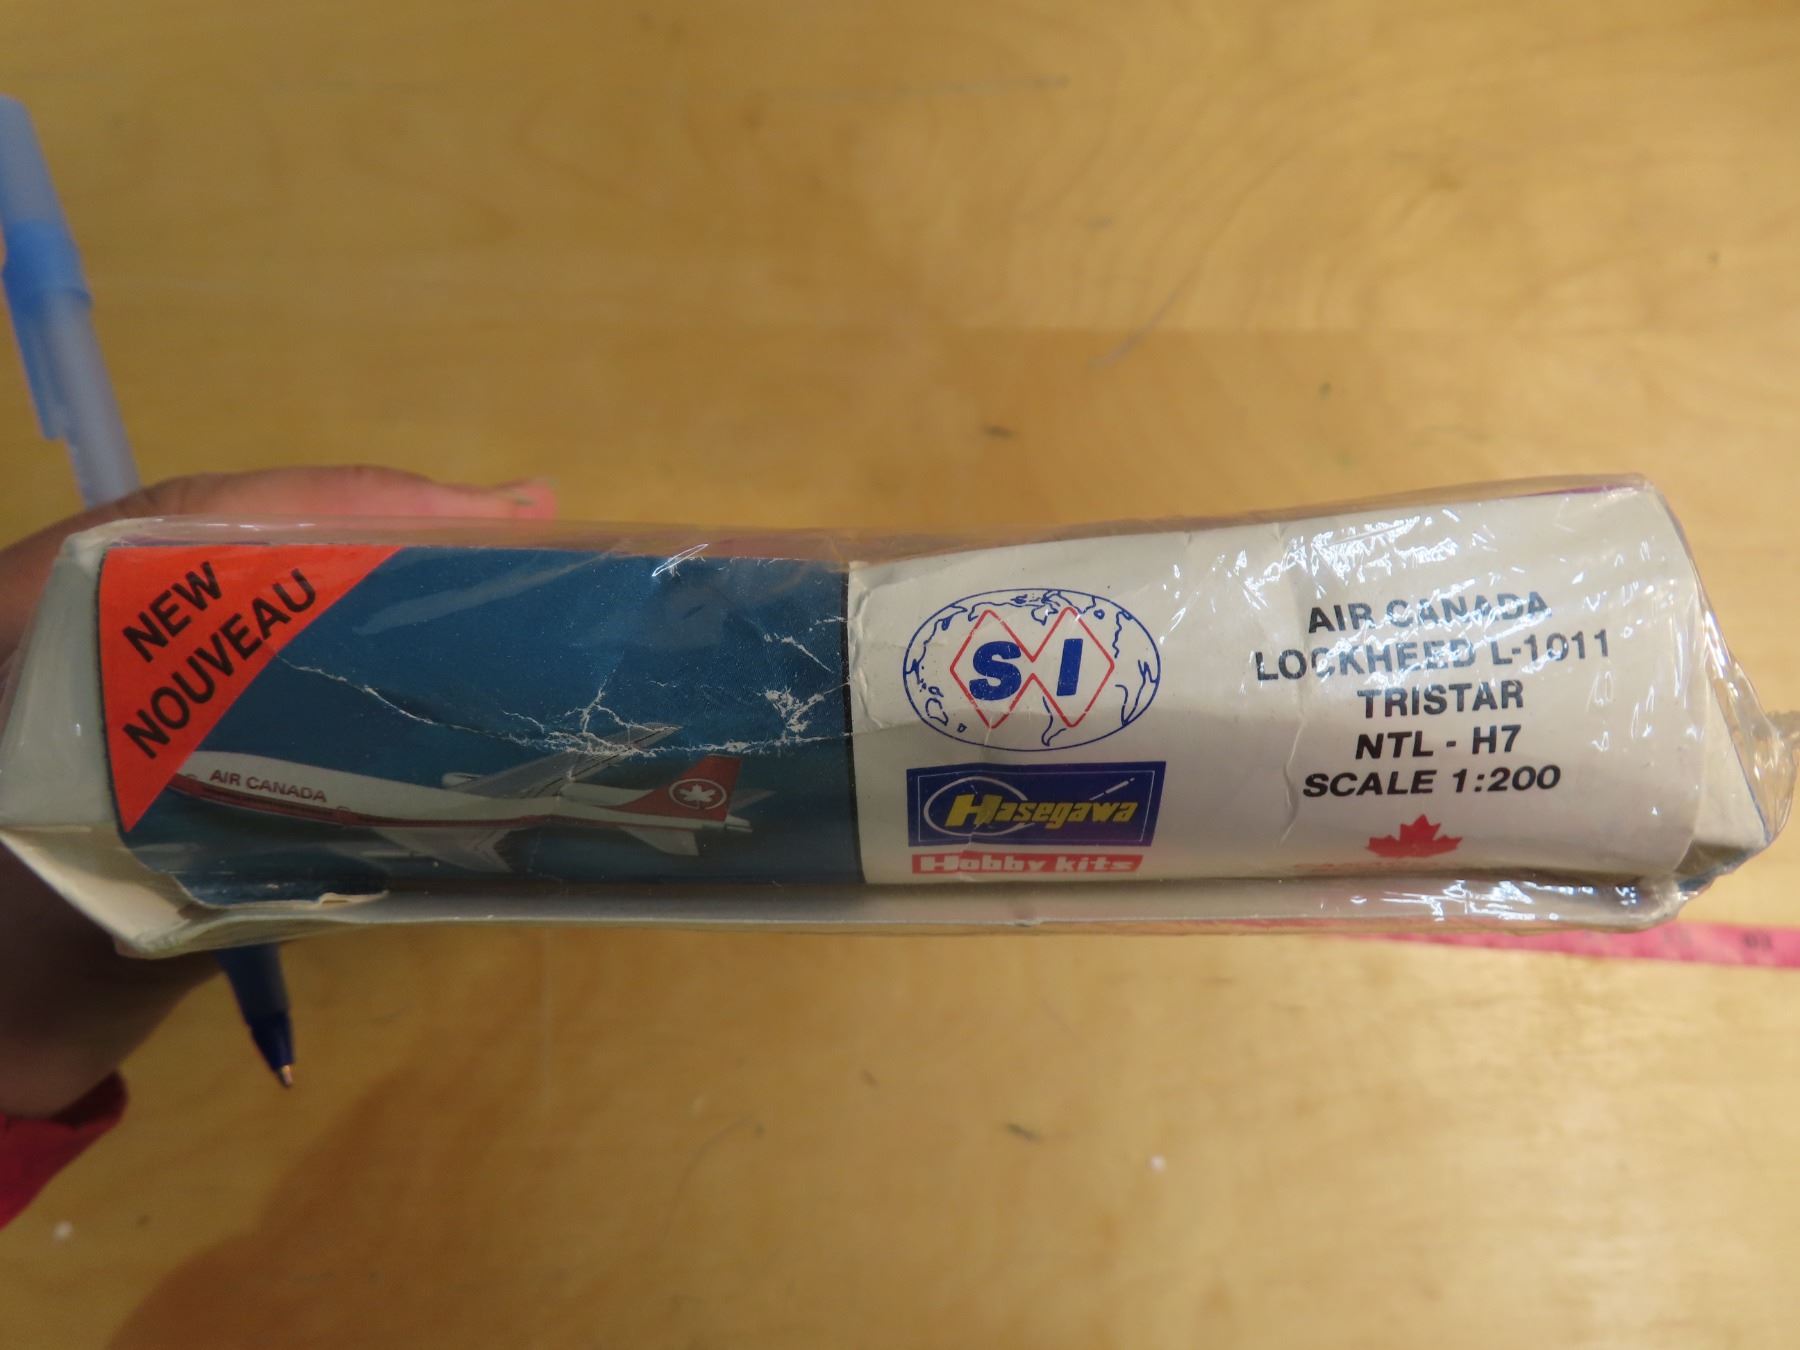 NEW
NOUVEAU
AIR CANADA
SI
Hasegawa
Hobby kits
AIR CANADA
LOCKHEED L-1011
TRISTAR
NTL - H7
SCALE 1:200